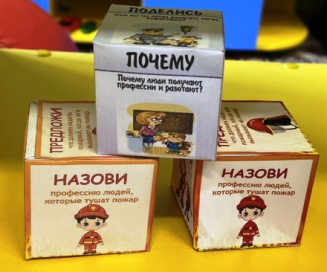 ПОДЕЛИСЬ
ПОЧЕМУ
Почему люди получают
профессии и работают?
ПРЕДЛОЖИ
НАЗОВИ
профессию людей,
которые тушат пожар
НАЗОВИ
профессию людей,
которые тушат пожар